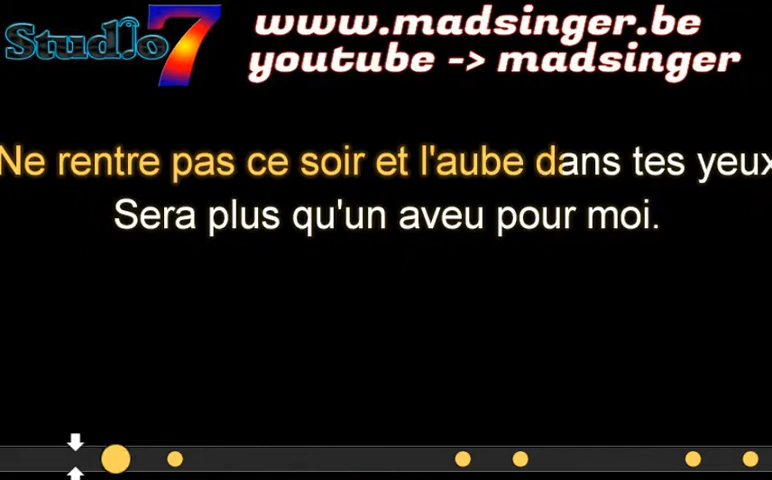 Studio 7
www.madsinger.be
youtube -> madsinger
Ne rentre pas ce soir et l'aube dans tes yeux
Sera plus qu'un aveu pour moi.